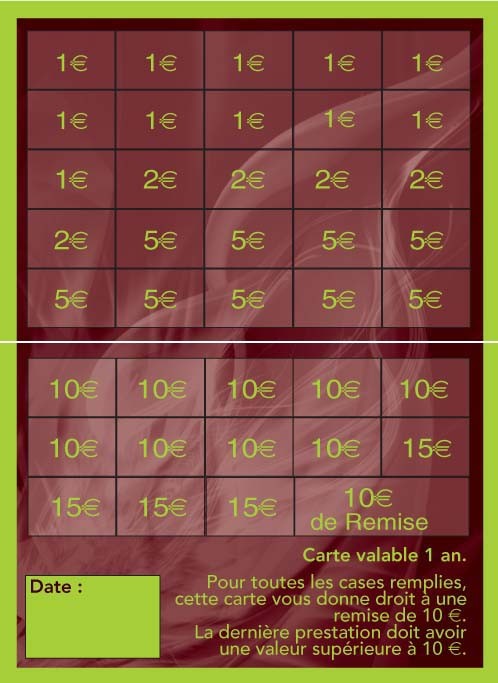 1€ 1€ 1€ 1€ 1€
1€ 1€ 1€ 1€ 1€
1€ 2€ 2€ 2€ 2€
2€ 5€ 5€ 5€ 5€
5€ 5€ 5€ 5€ 5€
10€ 10€ 10€ 10€ 10€
10€ 10€ 10€ 10€ 15€
15€ 15€ 15€ 10€
de Remise
Carte valable 1 an.
Date :
Pour toutes les cases remplies,
cette carte vous donne droit à une
remise de 10 €.
La dernière prestation doit avoir
une valeur supérieure à 10 €.